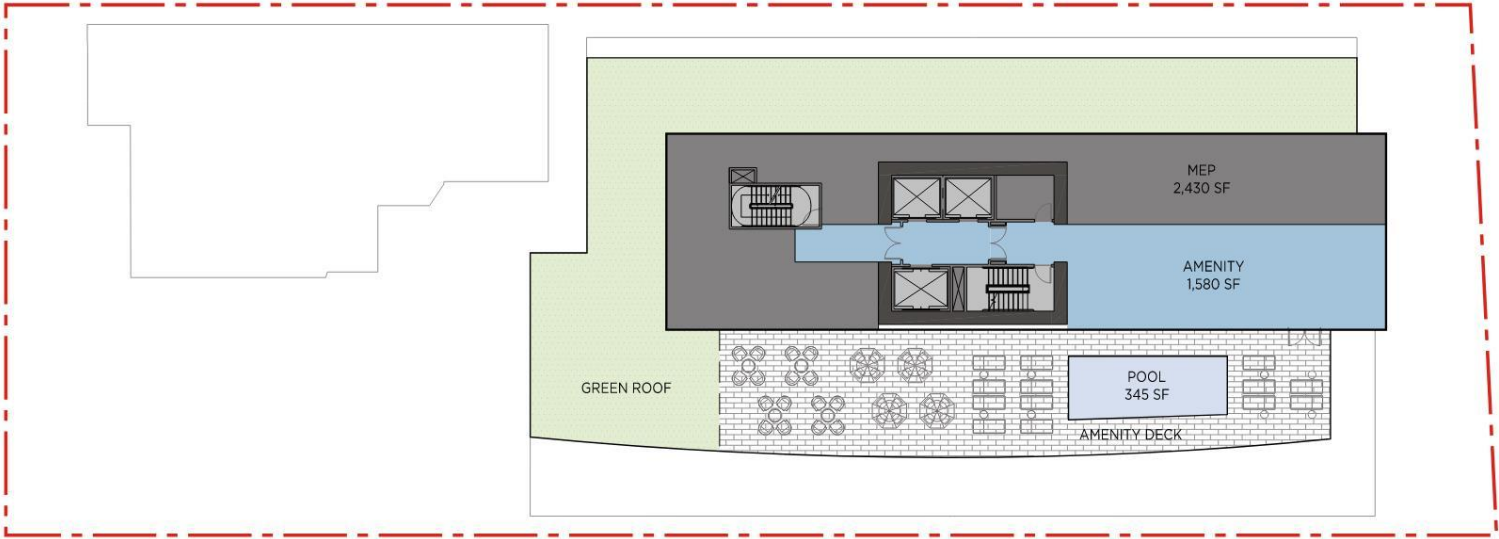 MEP
2,430 SF
AMENITY
1,580 SF
GREEN ROOF
POOL
345 SF
AMENITY DECK